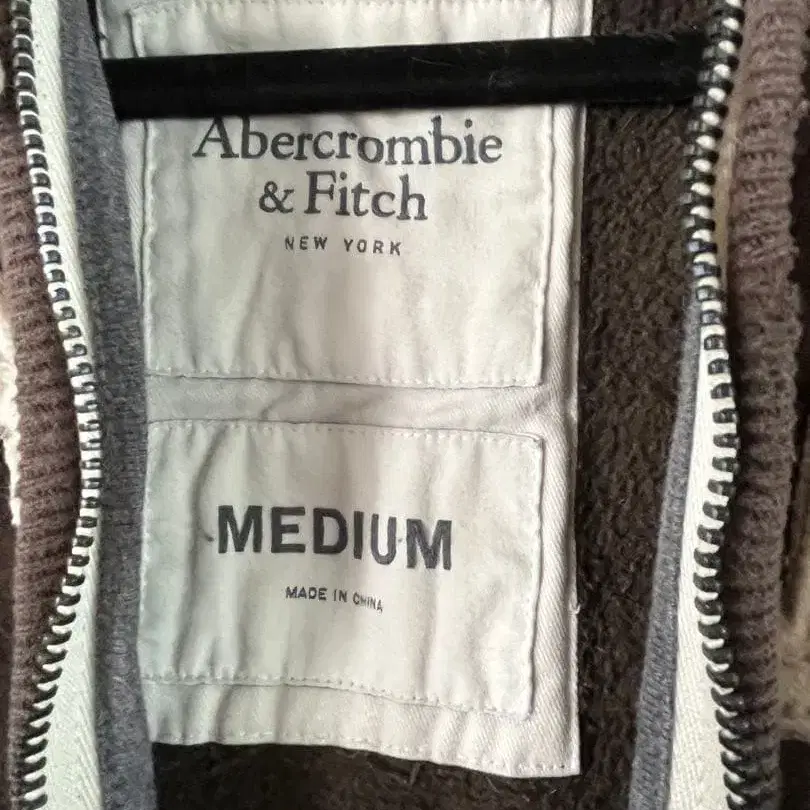 Abercrombie
& Fitch
NEW YORK
MEDIUM
MADE IN CHINA